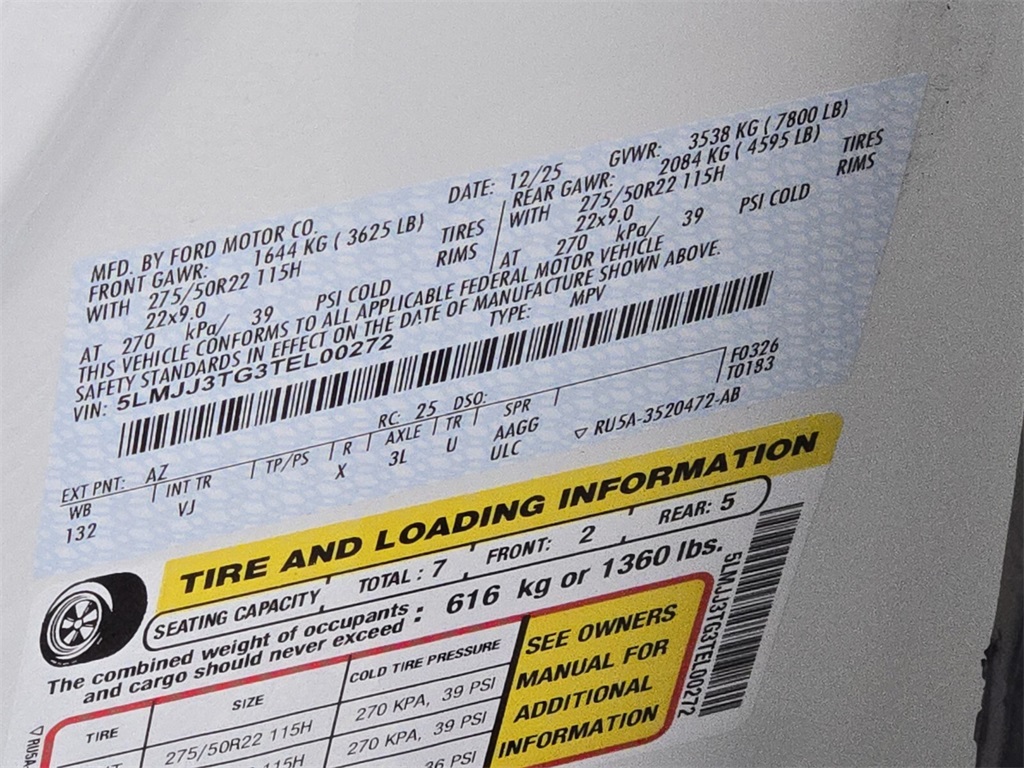 MFD. BY FORD MOTOR CO.
DATE: 12/25 GVWR: 3538 KG ( 7800 LB)
FRONT GAWR: 1644 KG ( 3625 LB) REAR GAWR: 2084 KG ( 4595 LB)
WITH 275/50R22 115H TIRES WITH 275/50R22 115H TIRES
22x9.0 RIMS 22x9.0 RIMS
AT 270 kPa/ 39 PSI COLD AT 270 kPa/ 39 PSI COLD
THIS VEHICLE CONFORMS TO ALL APPLICABLE FEDERAL MOTOR VEHICLE
SAFETY STANDARDS IN EFFECT ON THE DATE OF MANUFACTURE SHOWN ABOVE.
VIN: 5LMJJ3TG3TEL00272 TYPE: MPV
F0326
T0183
EXT PNT: AZ RC: 25 DSO:
WB INT TR TP/PS R AXLE TR SPR
132 VJ X 3L U AAGG
ULC
▽ RU5A-3520472-AB
TIRE AND LOADING INFORMATION
SEATING CAPACITY TOTAL : 7 FRONT: 2 REAR: 5
The combined weight of occupants
and cargo should never exceed : 616 kg or 1360 lbs.
TIRE SIZE COLD TIRE PRESSURE
275/50R22 115H 270 KPA, 39 PSI
115H 270 KPA, 39 PSI
36 PSI
SEE OWNERS
MANUAL FOR
ADDITIONAL
INFORMATION
5LMJJ3TG3TEL00272
▽ RU5A